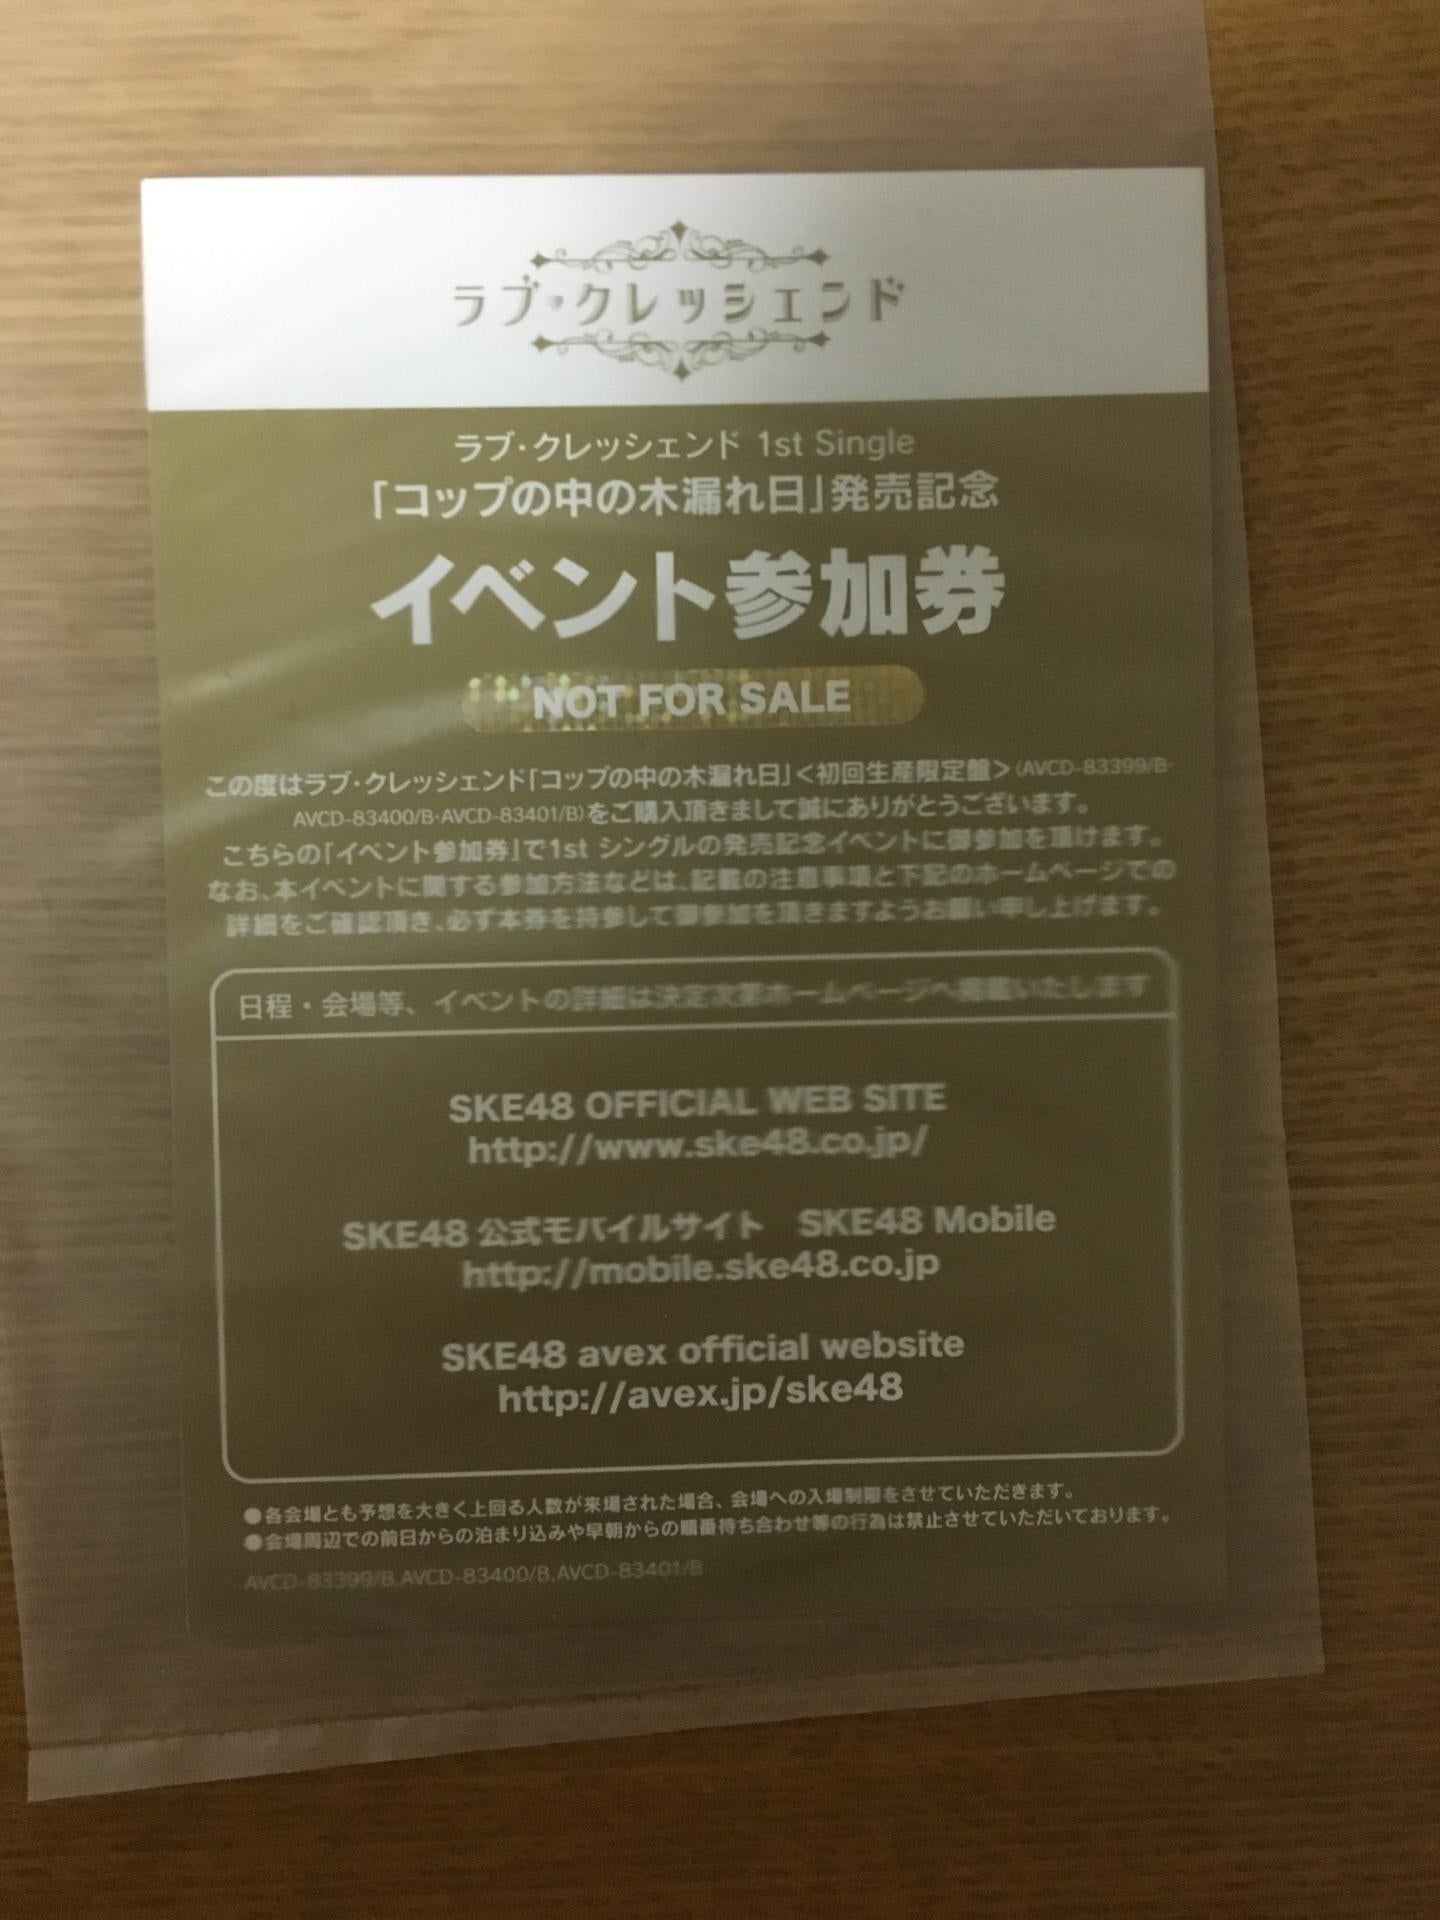 ラブ・クレッシェンド
ラブ・クレッシェンド 1st Single
「コップの中の木漏れ日」発売記念
イベント参加券
NOT FOR SALE
この度はラブ・クレッシェンド「コップの中の木漏れ日」<初回生産限定盤>(AVCD-83399/B・
AVCD-83400/B・AVCD-83401/B)をご購入頂きまして誠にありがとうございます。
こちらの「イベント参加券」で1st シングルの発売記念イベントに御参加を頂けます。
なお、本イベントに関する参加方法などは、記載の注意事項と下記のホームページでの
詳細をご確認頂き、必ず本券を持参して御参加を頂きますようお願い申し上げます。
日程・会場等、イベントの詳細は決定次第ホームページへ掲載いたします
SKE48 OFFICIAL WEB SITE
http://www.ske48.co.jp/
SKE48 公式モバイルサイト SKE48 Mobile
http://mobile.ske48.co.jp
SKE48 avex official website
http://avex.jp/ske48
●各会場とも予想を大きく上回る人数が来場された場合、会場への入場制限をさせていただきます。
●会場周辺での前日からの泊まり込みや早朝からの順番待ち合わせ等の行為は禁止させていただいております。
AVCD-83399/B,AVCD-83400/B,AVCD-83401/B